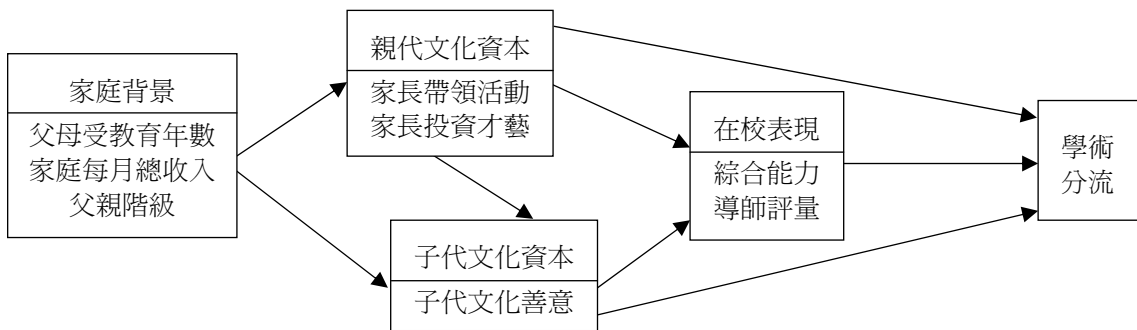 家庭背景
父母受教育年數
家庭每月總收入
父親階級
親代文化資本
家長帶領活動
家長投資才藝
子代文化資本
子代文化善意
在校表現
綜合能力
導師評量
學術
分流